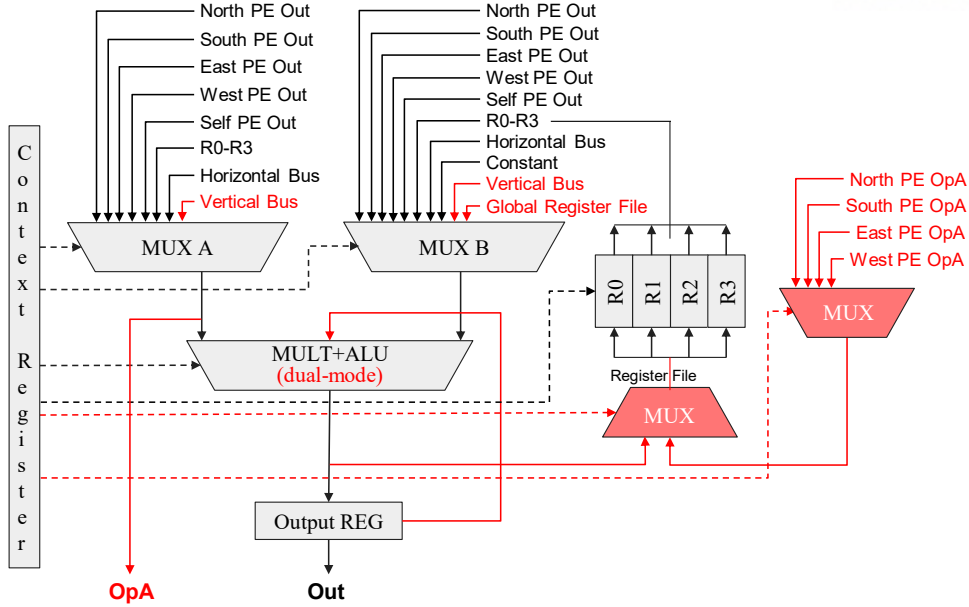 North PE Out
South PE Out
East PE Out
West PE Out
Self PE Out
R0-R3
Horizontal Bus
Vertical Bus
North PE Out
South PE Out
East PE Out
West PE Out
Self PE Out
R0-R3
Horizontal Bus
Constant
Vertical Bus
Global Register File
North PE OpA
South PE OpA
East PE OpA
West PE OpA
Context Register
MUX A
MUX B
R0
R1
R2
R3
MUX
MULT+ALU
(dual-mode)
Register File
MUX
Output REG
OpA
Out